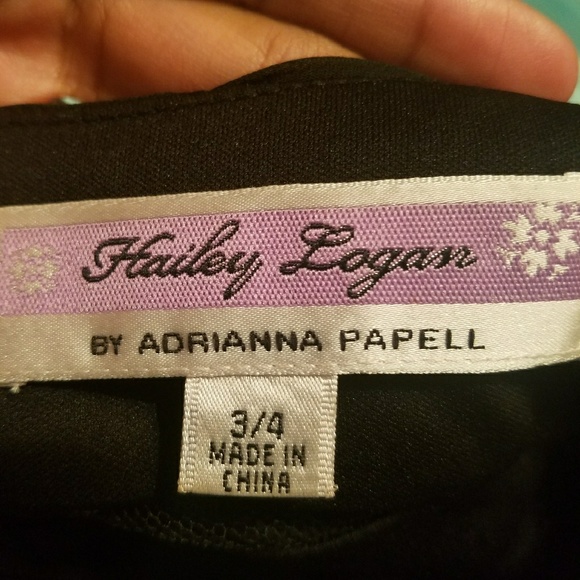 Hailey Logan
BY ADRIANNA PAPELL
3/4
MADE IN
CHINA